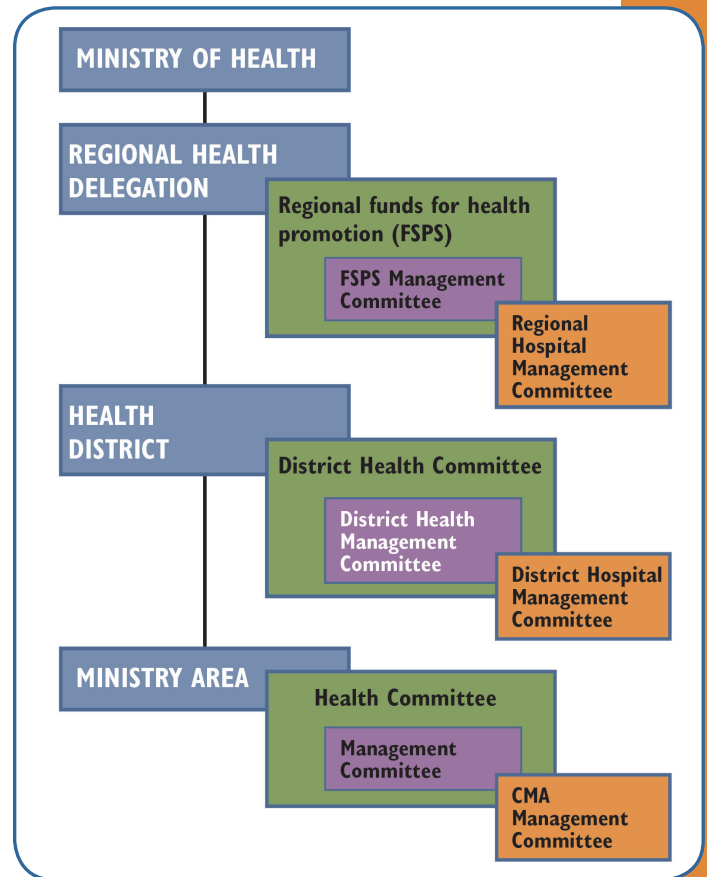 MINISTRY OF HEALTH
REGIONAL HEALTH
DELEGATION
Regional funds for health
promotion (FSPS)
FSPS Management
Committee
Regional
Hospital
Management
Committee
HEALTH
DISTRICT
District Health Committee
District Health
Management
Committee
District Hospital
Management
Committee
MINISTRY AREA
Health Committee
Management
Committee
CMA
Management
Committee